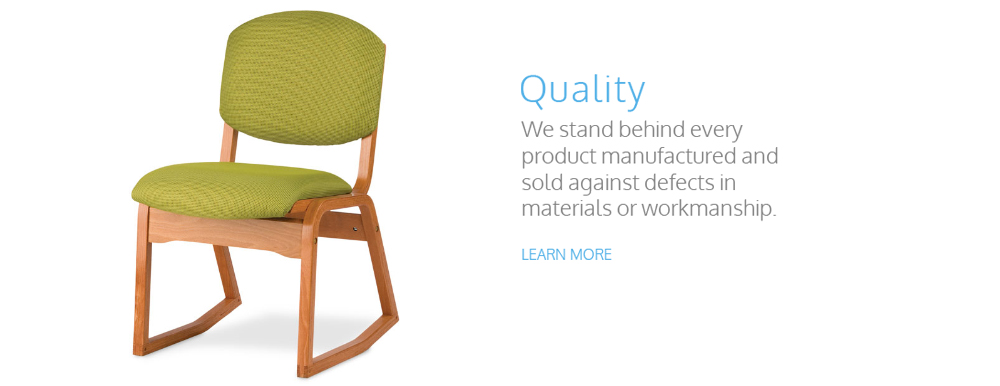 Quality
We stand behind every
product manufactured and
sold against defects in
materials or workmanship.
LEARN MORE